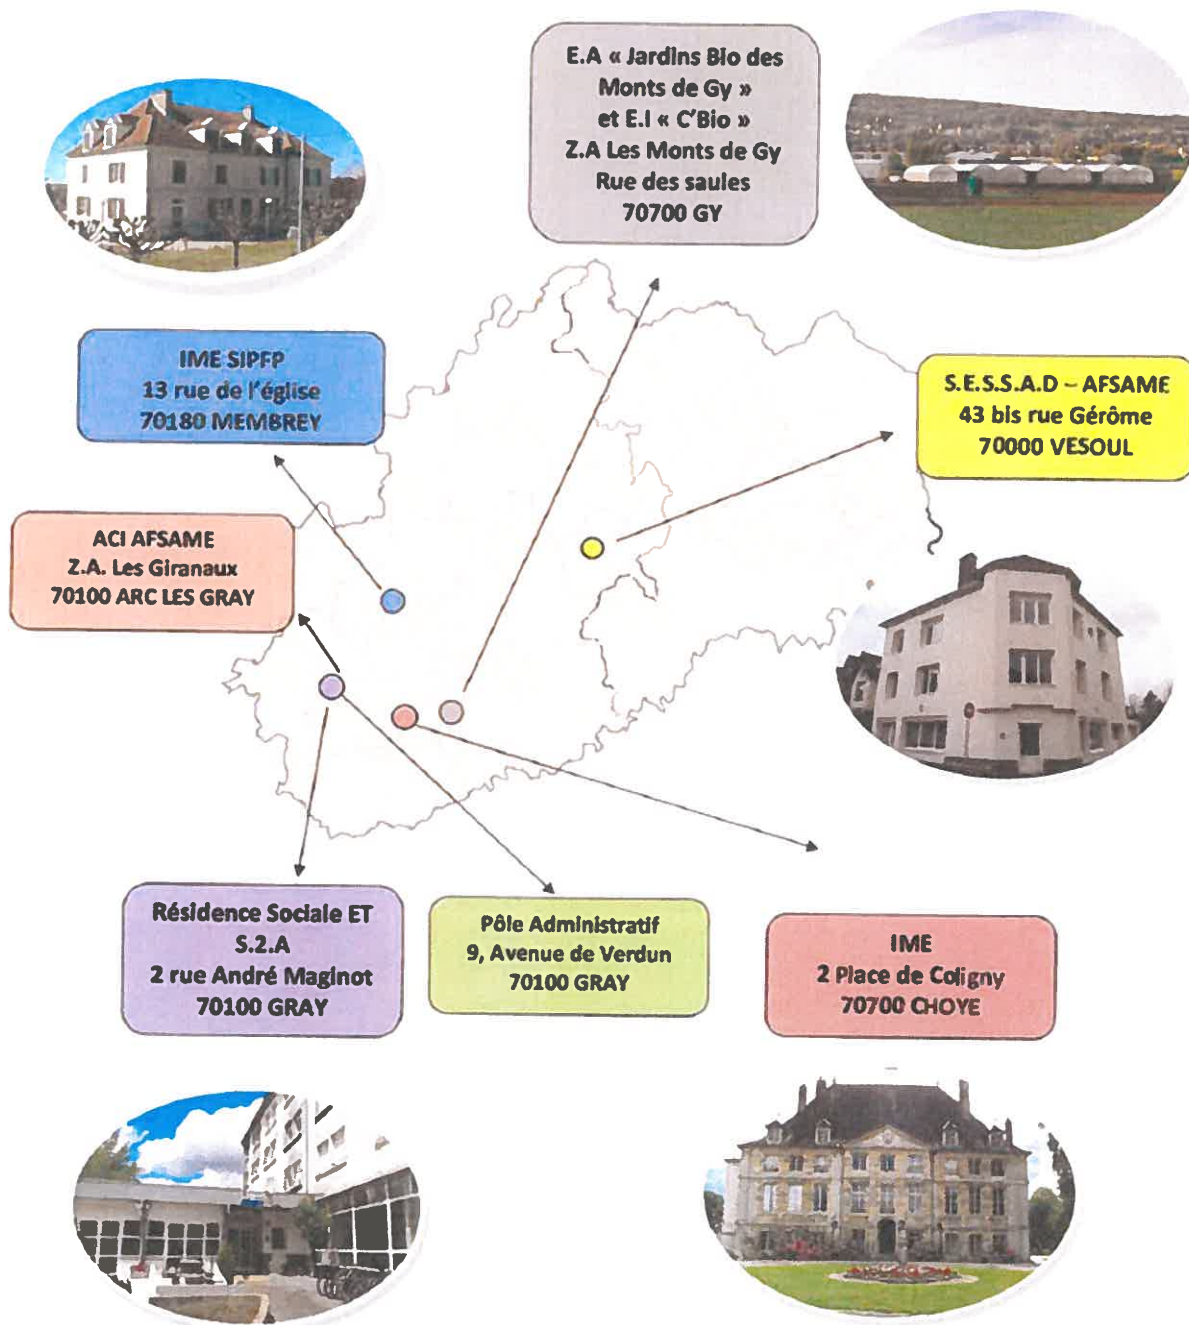 E.A « Jardins Bio des
Monts de Gy »
et E.I « C'Bio »
Z.A Les Monts de Gy
Rue des saules
70700 GY
IME SIPFP
13 rue de l'église
70180 MEMBREY
S.E.S.S.A.D – AFSAME
43 bis rue Gérôme
70000 VESOUL
ACI AFSAME
Z.A. Les Giranaux
70100 ARC LES GRAY
Résidence Sociale ET
S.2.A
2 rue André Maginot
70100 GRAY
Pôle Administratif
9, Avenue de Verdun
70100 GRAY
IME
2 Place de Coligny
70700 CHOYE